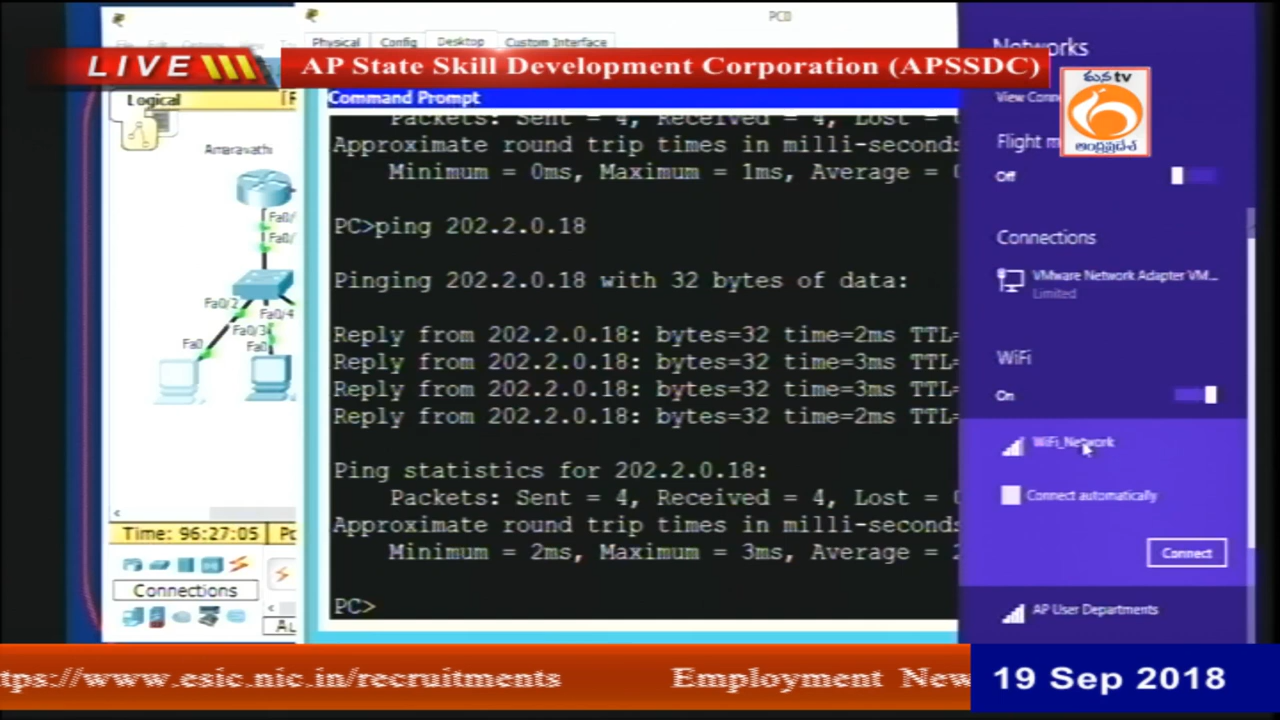 PC0
Physical Config Desktop Custom Interface
LIVE
AP State Skill Development Corporation (APSSDC)
Networks
మన tv
ఆంధ్రప్రదేశ్
Logical
Command Prompt
View
Packets: Sent = 4, Received = 4, Lost =
Approximate round trip times in milli-seconds
Minimum = 0ms, Maximum = 1ms, Average =
Flight
Off
Amaravathi
Fa0/
Fa0/
PC>ping 202.2.0.18
Connections
Pinging 202.2.0.18 with 32 bytes of data:
VMware Network Adapter VM...
Limited
Fa0/2
Fa0/4
Fa0/3
Fa0
Fa0
Reply from 202.2.0.18: bytes=32 time=2ms TTL=
Reply from 202.2.0.18: bytes=32 time=3ms TTL=
Reply from 202.2.0.18: bytes=32 time=3ms TTL=
Reply from 202.2.0.18: bytes=32 time=2ms TTL=
WiFi
On
WiFi_Network
Connect automatically
Connect
AP User Departments
Ping statistics for 202.2.0.18:
Packets: Sent = 4, Received = 4, Lost =
Approximate round trip times in milli-seconds
Minimum = 2ms, Maximum = 3ms, Average = 2
PC>
Time: 96:27:05
Connections
tps://www.esic.nic.in/recruitments Employment New
19 Sep 2018